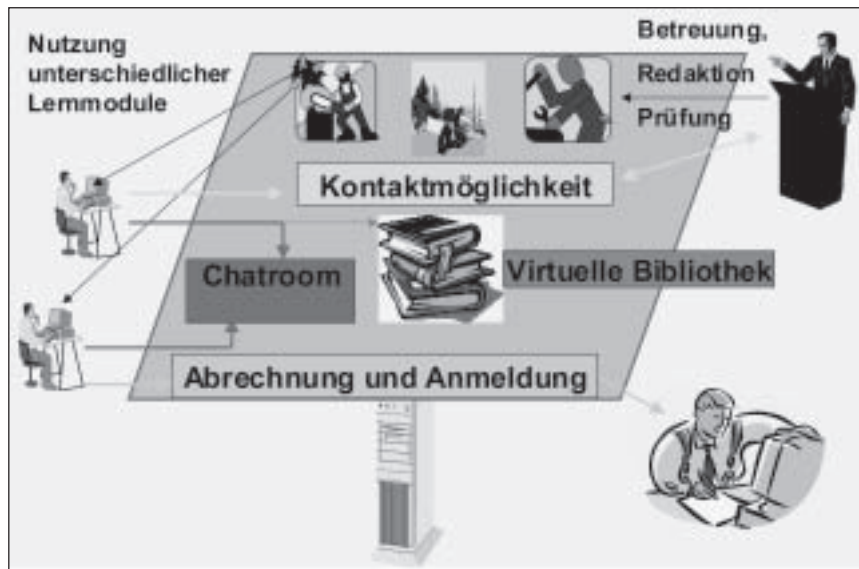 Nutzung
unterschiedlicher
Lernmodule
Betreuung,
Redaktion
Prüfung
Kontaktmöglichkeit
Chatroom
Virtuelle Bibliothek
Abrechnung und Anmeldung